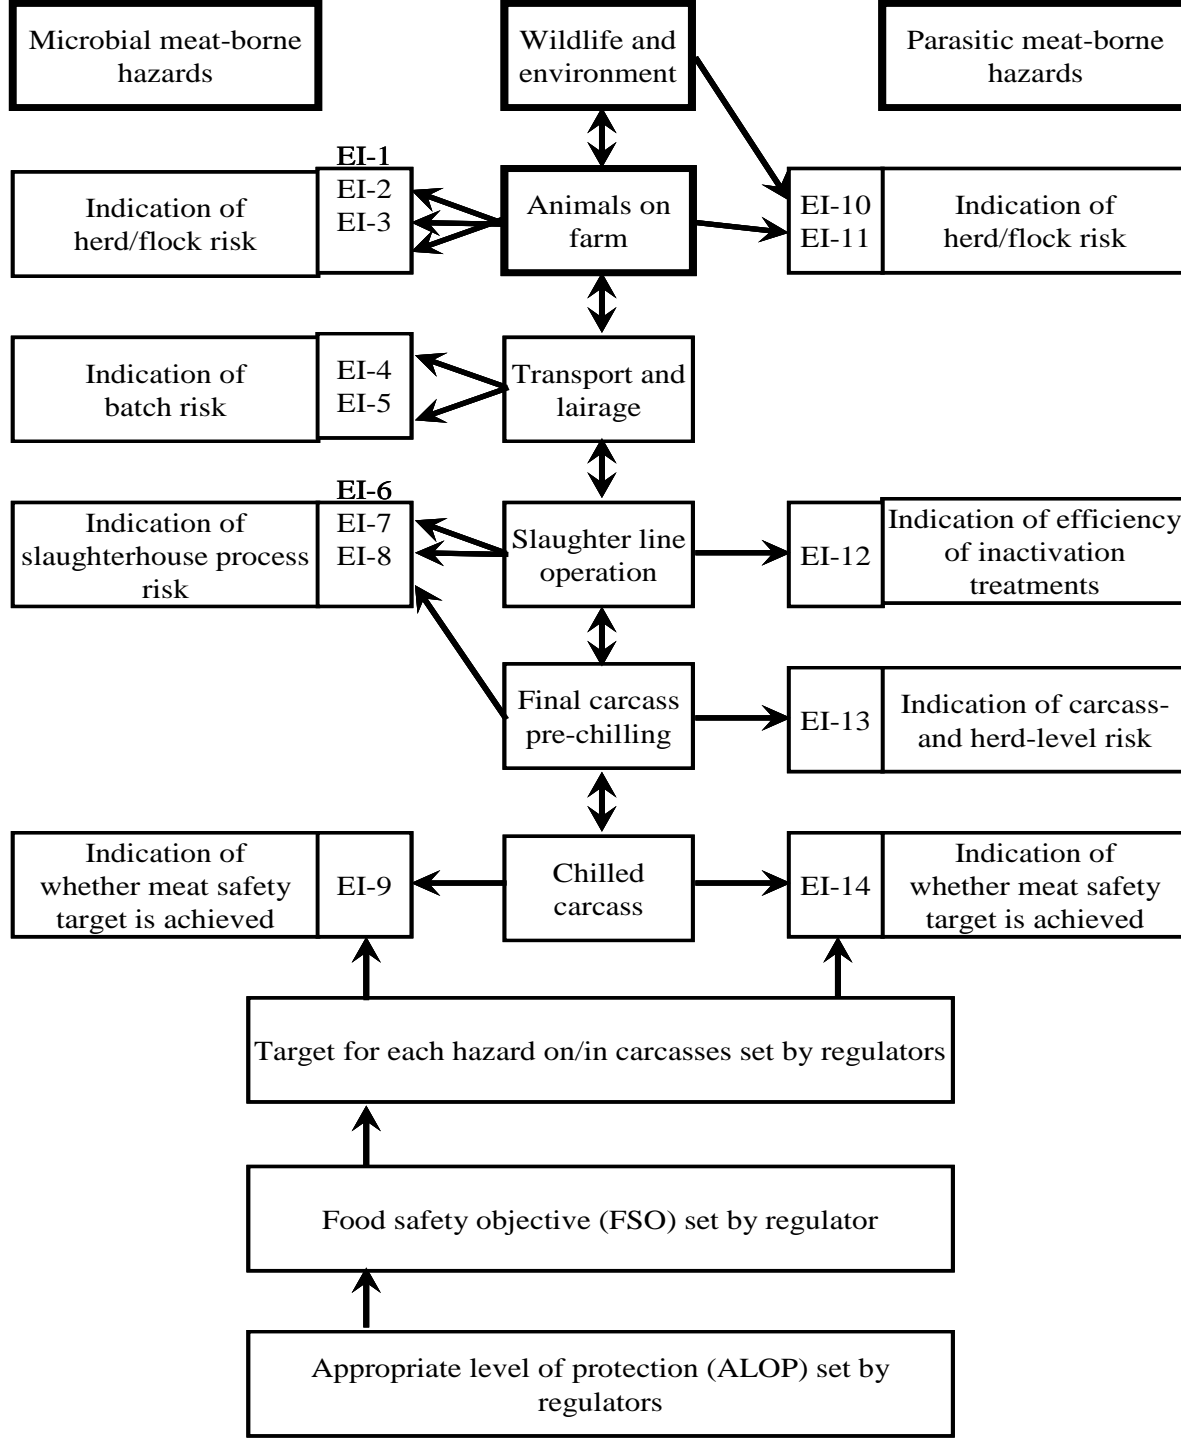 Microbial meat-borne
hazards
Wildlife and
environment
Parasitic meat-borne
hazards
Indication of
herd/flock risk
EI-1
EI-2
EI-3
Animals on
farm
EI-10
EI-11
Indication of
herd/flock risk
Indication of
batch risk
EI-4
EI-5
Transport and
lairage
Indication of
slaughterhouse process
risk
EI-6
EI-7
EI-8
Slaughter line
operation
EI-12
Indication of efficiency
of inactivation
treatments
Final carcass
pre-chilling
EI-13
Indication of carcass-
and herd-level risk
Indication of
whether meat safety
target is achieved
EI-9
Chilled
carcass
EI-14
Indication of
whether meat safety
target is achieved
Target for each hazard on/in carcasses set by regulators
Food safety objective (FSO) set by regulator
Appropriate level of protection (ALOP) set by
regulators